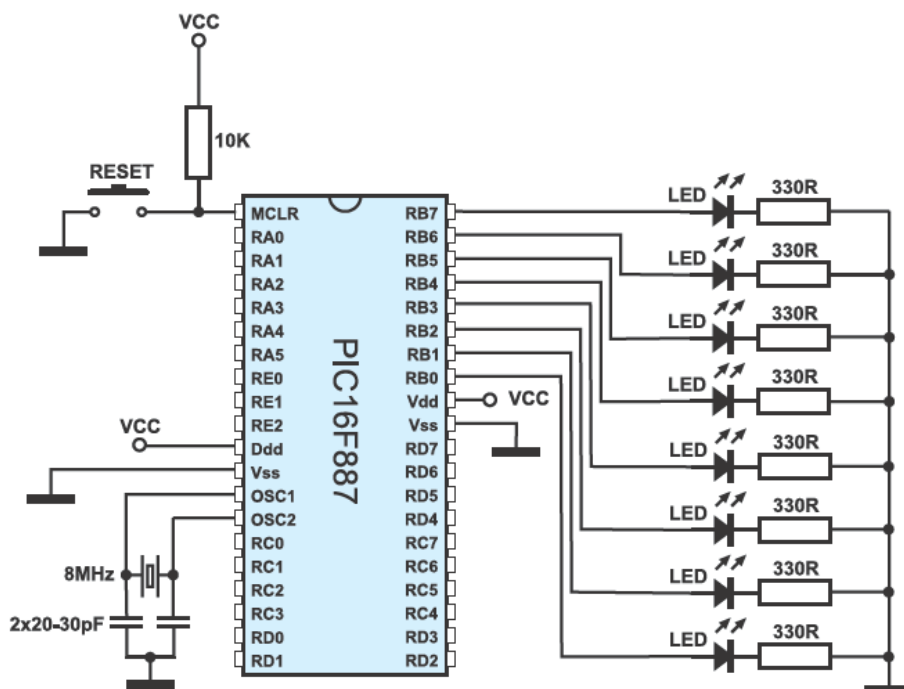 VCC
10K
RESET
MCLR
RA0
RA1
RA2
RA3
RA4
RA5
RE0
RE1
RE2
Ddd
Vss
OSC1
OSC2
RC0
RC1
RC2
RC3
RD0
RD1
VCC
8MHz
2x20-30pF
PIC16F887
RB7
RB6
RB5
RB4
RB3
RB2
RB1
RB0
Vdd
Vss
RD7
RD6
RD5
RD4
RC7
RC6
RC5
RC4
RD3
RD2
VCC
LED 330R
LED 330R
LED 330R
LED 330R
LED 330R
LED 330R
LED 330R
LED 330R